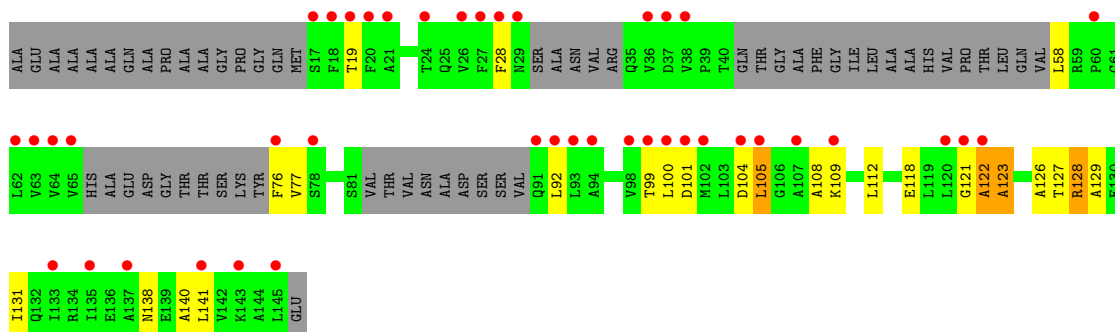 ALA GLU ALA ALA ALA ALA ALA GLN ALA PRO ALA ALA ALA GLY PRO GLY GLN MET S17 F18 T19 F20 A21 T24 Q25 V26 F27 F28 N29 SER ALA ASN VAL ARG Q35 V36 D37 V38 P39 T40 GLN THR GLY ALA PHE GLY ILE LEU ALA ALA HIS VAL PRO THR LEU GLN VAL L58 R59 P60 G61
L62 V63 V64 V65 HIS ALA GLU ASP GLY THR THR SER LYS TYR F76 V77 S78 S81 VAL THR VAL ASN ALA ASP SER SER VAL Q91 L92 L93 A94 V98 T99 L100 D101 M102 L103 D104 L105 G106 A107 A108 K109 L112 E118 L119 L120 G121 A122 A123 A126 T127 R128 A129 E130
I131 Q132 I133 R134 I135 E136 A137 N138 E139 A140 L141 V142 K143 A144 L145 GLU